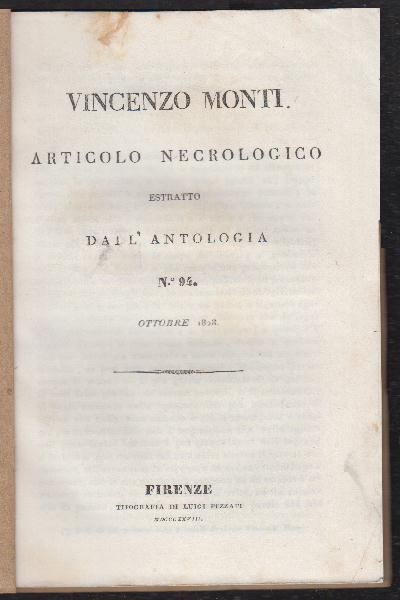 VINCENZO MONTI.
ARTICOLO NECROLOGICO
ESTRATTO
DALL' ANTOLOGIA
N.° 94.
OTTOBRE 1828.
FIRENZE
TIPOGRAFIA DI LUIGI PEZZATI
MDCCCXXVIII.